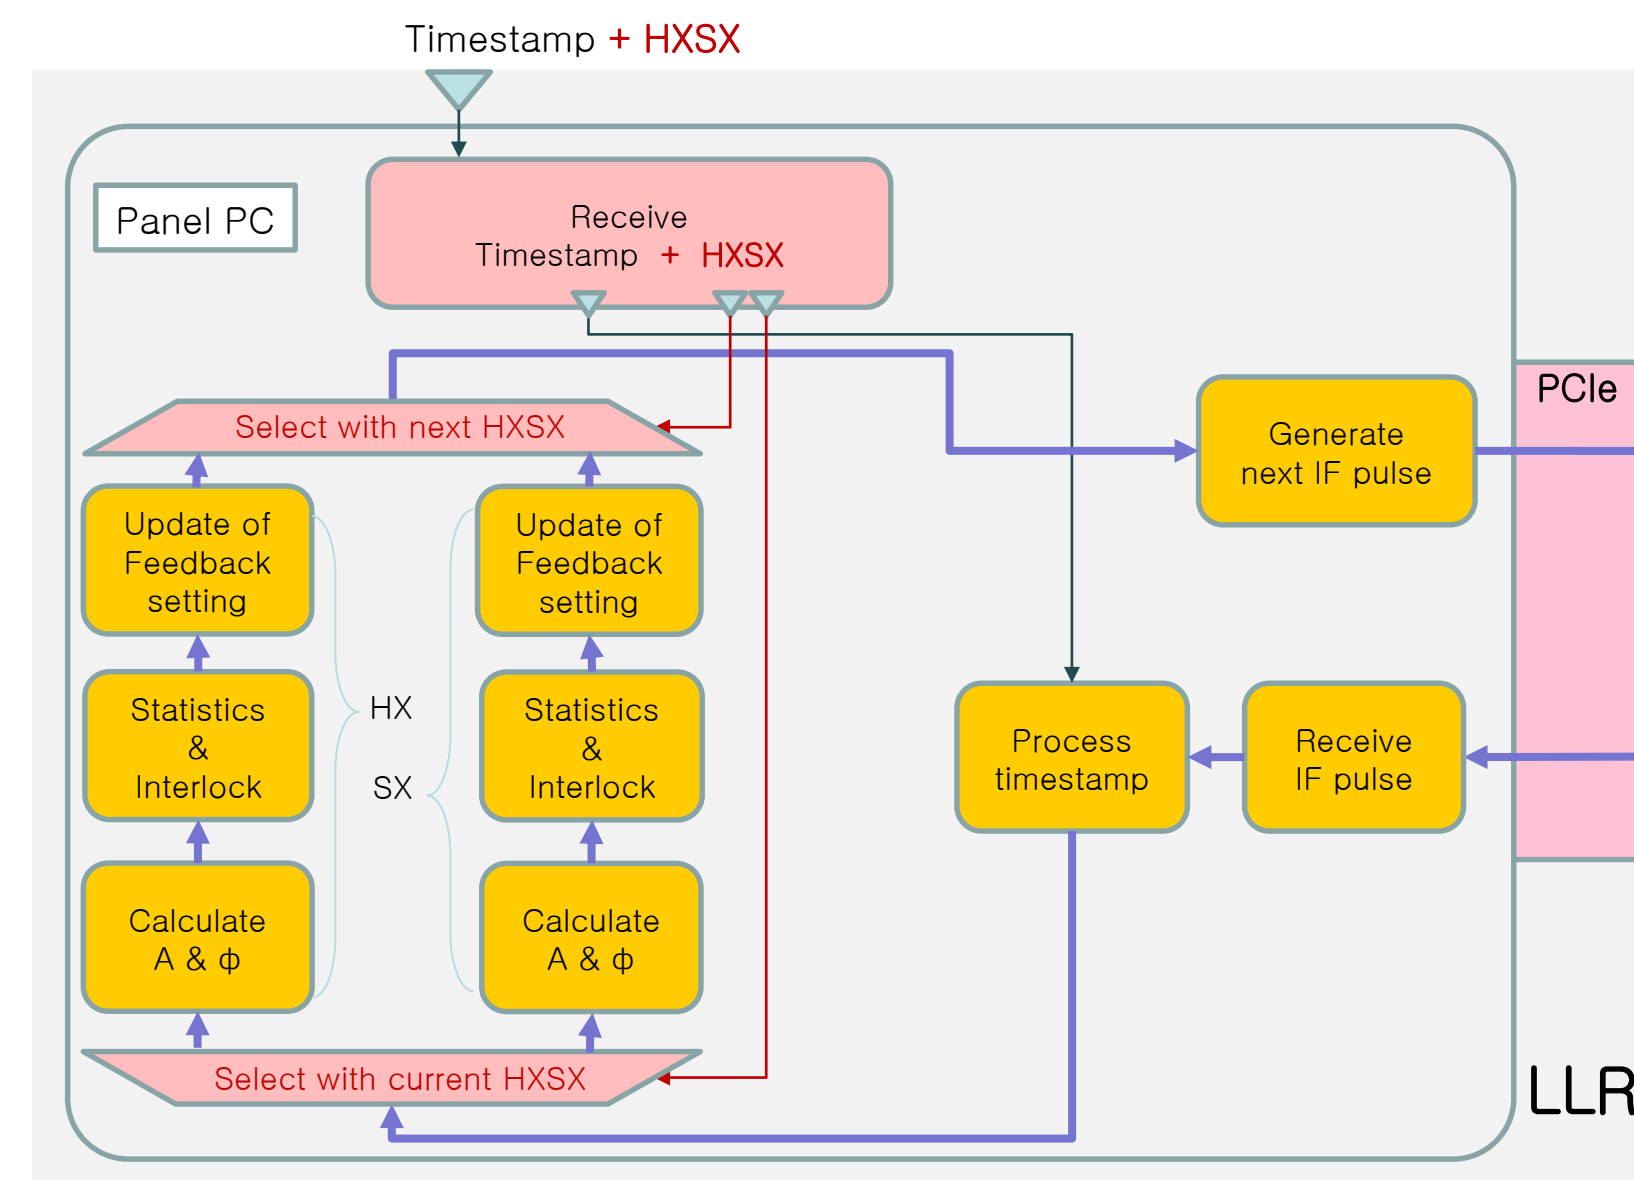 Timestamp + HXSX
Panel PC
Receive
Timestamp + HXSX
PCIe
Select with next HXSX
Generate
next IF pulse
Update of
Feedback
setting
Update of
Feedback
setting
HX
SX
Statistics
&
Interlock
Statistics
&
Interlock
Process
timestamp
Receive
IF pulse
Calculate
A & ф
Calculate
A & ф
Select with current HXSX
LLR